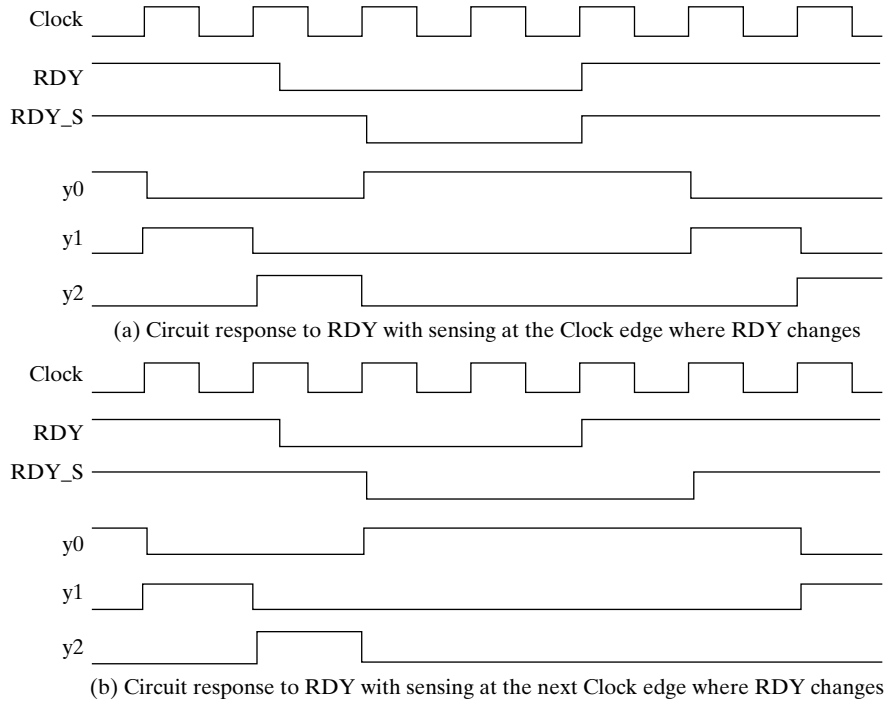 Clock
RDY
RDY_S
y0
y1
y2
(a) Circuit response to RDY with sensing at the Clock edge where RDY changes
Clock
RDY
RDY_S
y0
y1
y2
(b) Circuit response to RDY with sensing at the next Clock edge where RDY changes